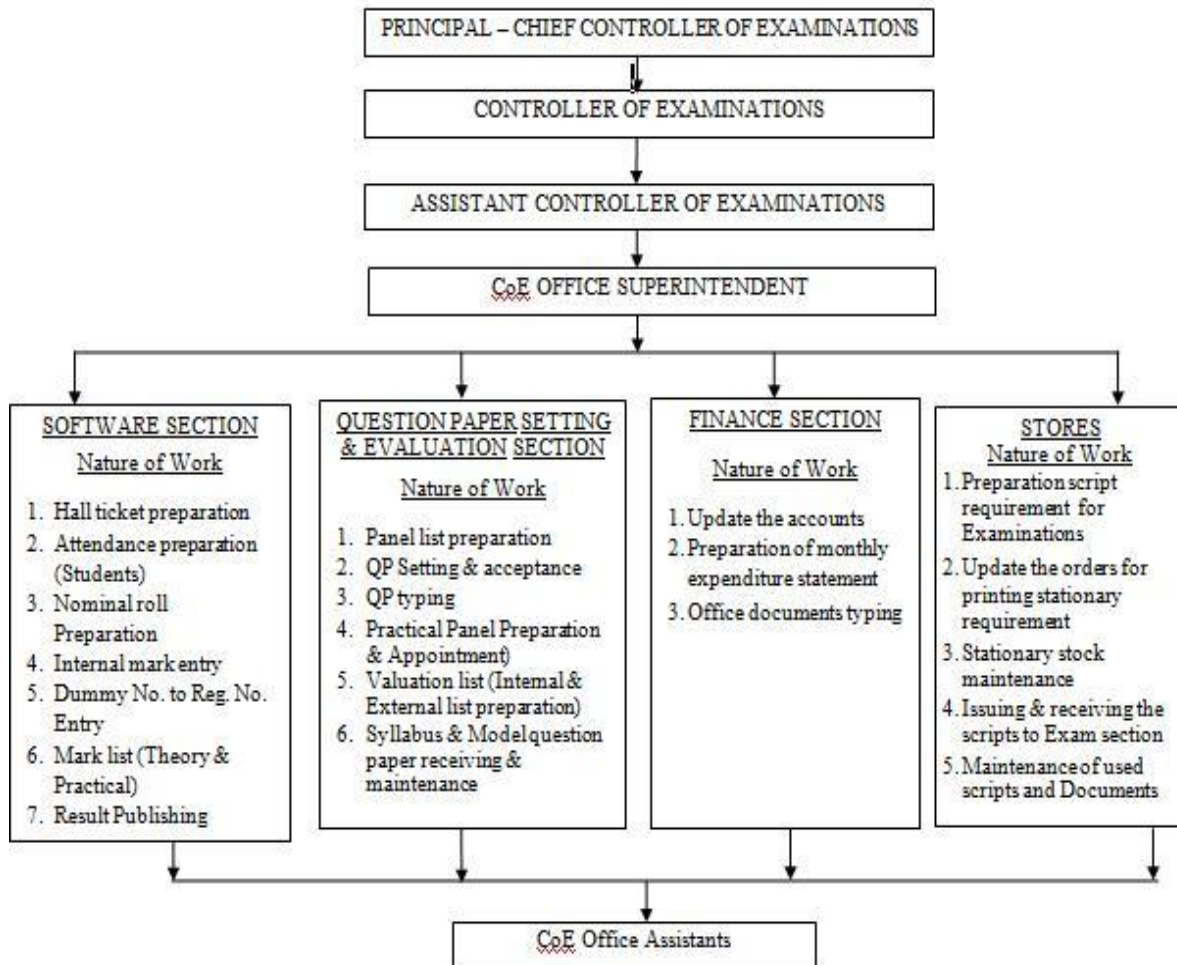 PRINCIPAL – CHIEF CONTROLLER OF EXAMINATIONS
CONTROLLER OF EXAMINATIONS
ASSISTANT CONTROLLER OF EXAMINATIONS
CoE OFFICE SUPERINTENDENT
SOFTWARE SECTION
Nature of Work
1. Hall ticket preparation
2. Attendance preparation
(Students)
3. Nominal roll
Preparation
4. Internal mark entry
5. Dummy No. to Reg. No.
Entry
6. Mark list (Theory &
Practical)
7. Result Publishing
QUESTION PAPER SETTING
& EVALUATION SECTION
Nature of Work
1. Panel list preparation
2. QP Setting & acceptance
3. QP typing
4. Practical Panel Preparation
& Appointment)
5. Valuation list (Internal &
External list preparation)
6. Syllabus & Model question
paper receiving &
maintenance
FINANCE SECTION
Nature of Work
1. Update the accounts
2. Preparation of monthly
expenditure statement
3. Office documents typing
STORES
Nature of Work
1. Preparation script
requirement for
Examinations
2. Update the orders for
printing stationary
requirement
3. Stationary stock
maintenance
4. Issuing & receiving the
scripts to Exam section
5. Maintenance of used
scripts and Documents
CoE Office Assistants